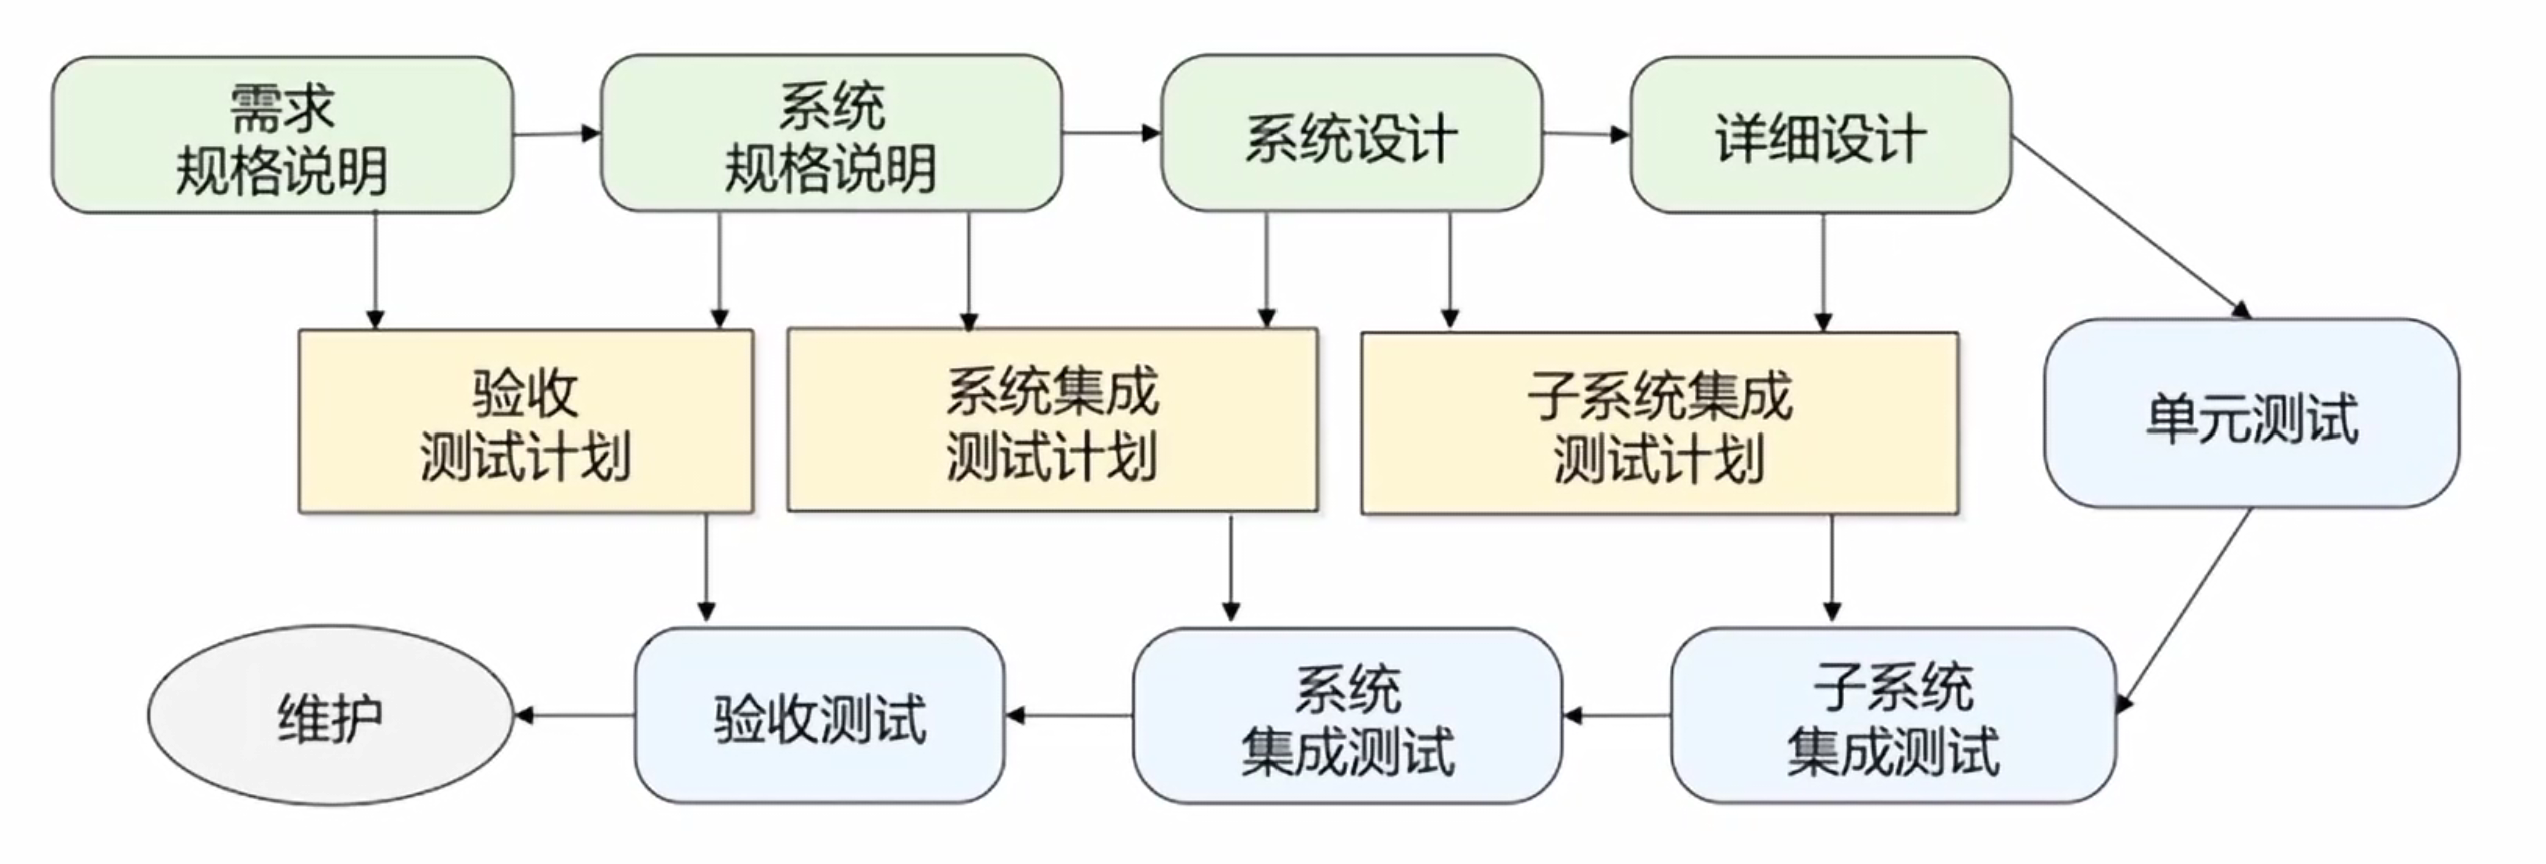 需求
规格说明
系统
规格说明
系统设计
详细设计
验收
测试计划
系统集成
测试计划
子系统集成
测试计划
单元测试
维护
验收测试
系统
集成测试
子系统
集成测试